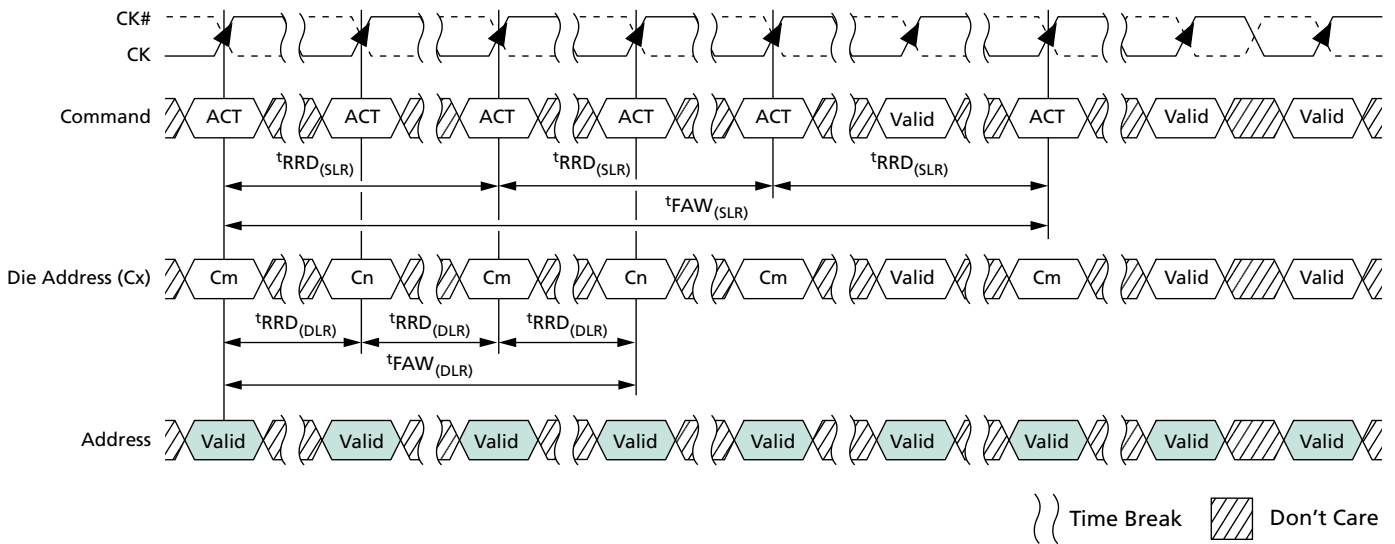 CK#
CK
Command ACT ACT ACT ACT ACT Valid ACT Valid Valid
tRRD(SLR) tRRD(SLR) tRRD(SLR)
tFAW(SLR)
Die Address (Cx) Cm Cn Cm Cn Cm Valid Cm Valid Valid
tRRD(DLR) tRRD(DLR) tRRD(DLR)
tFAW(DLR)
Address Valid Valid Valid Valid Valid Valid Valid Valid Valid
Time Break Don't Care